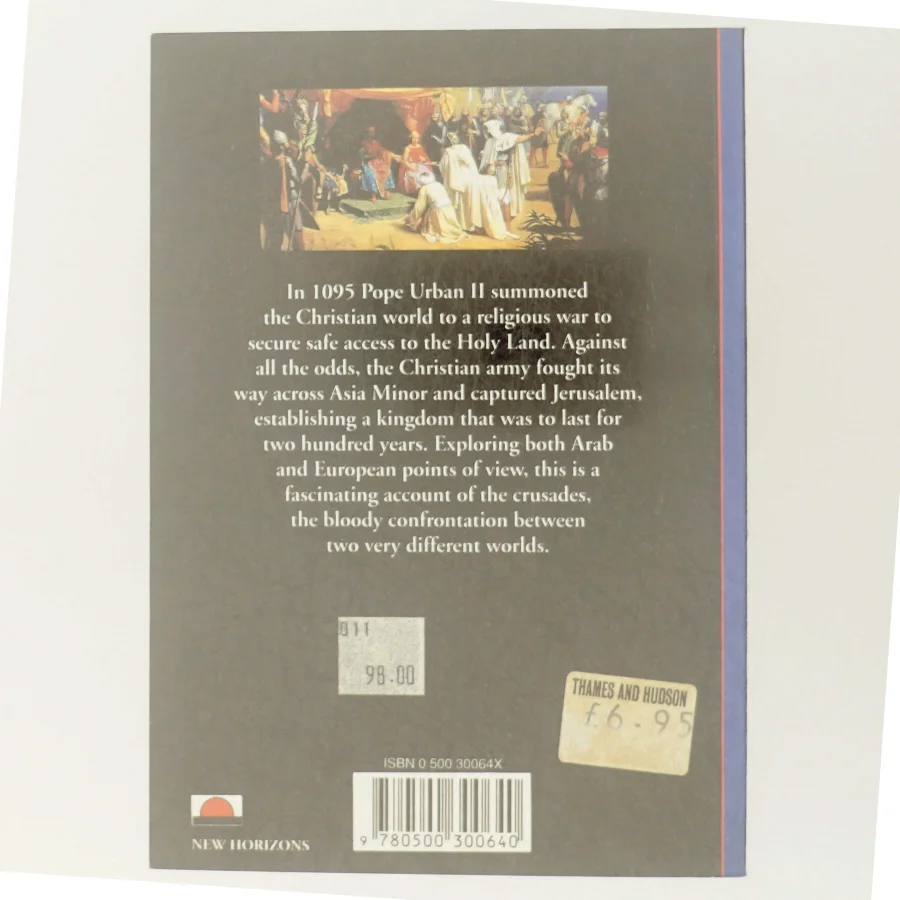 In 1095 Pope Urban II summoned
the Christian world to a religious war to
secure safe access to the Holy Land. Against
all the odds, the Christian army fought its
way across Asia Minor and captured Jerusalem,
establishing a kingdom that was to last for
two hundred years. Exploring both Arab
and European points of view, this is a
fascinating account of the crusades,
the bloody confrontation between
two very different worlds.
011
98.00
THAMES AND HUDSON
£6.95
ISBN 0 500 30064X
9 780500 300640
NEW HORIZONS